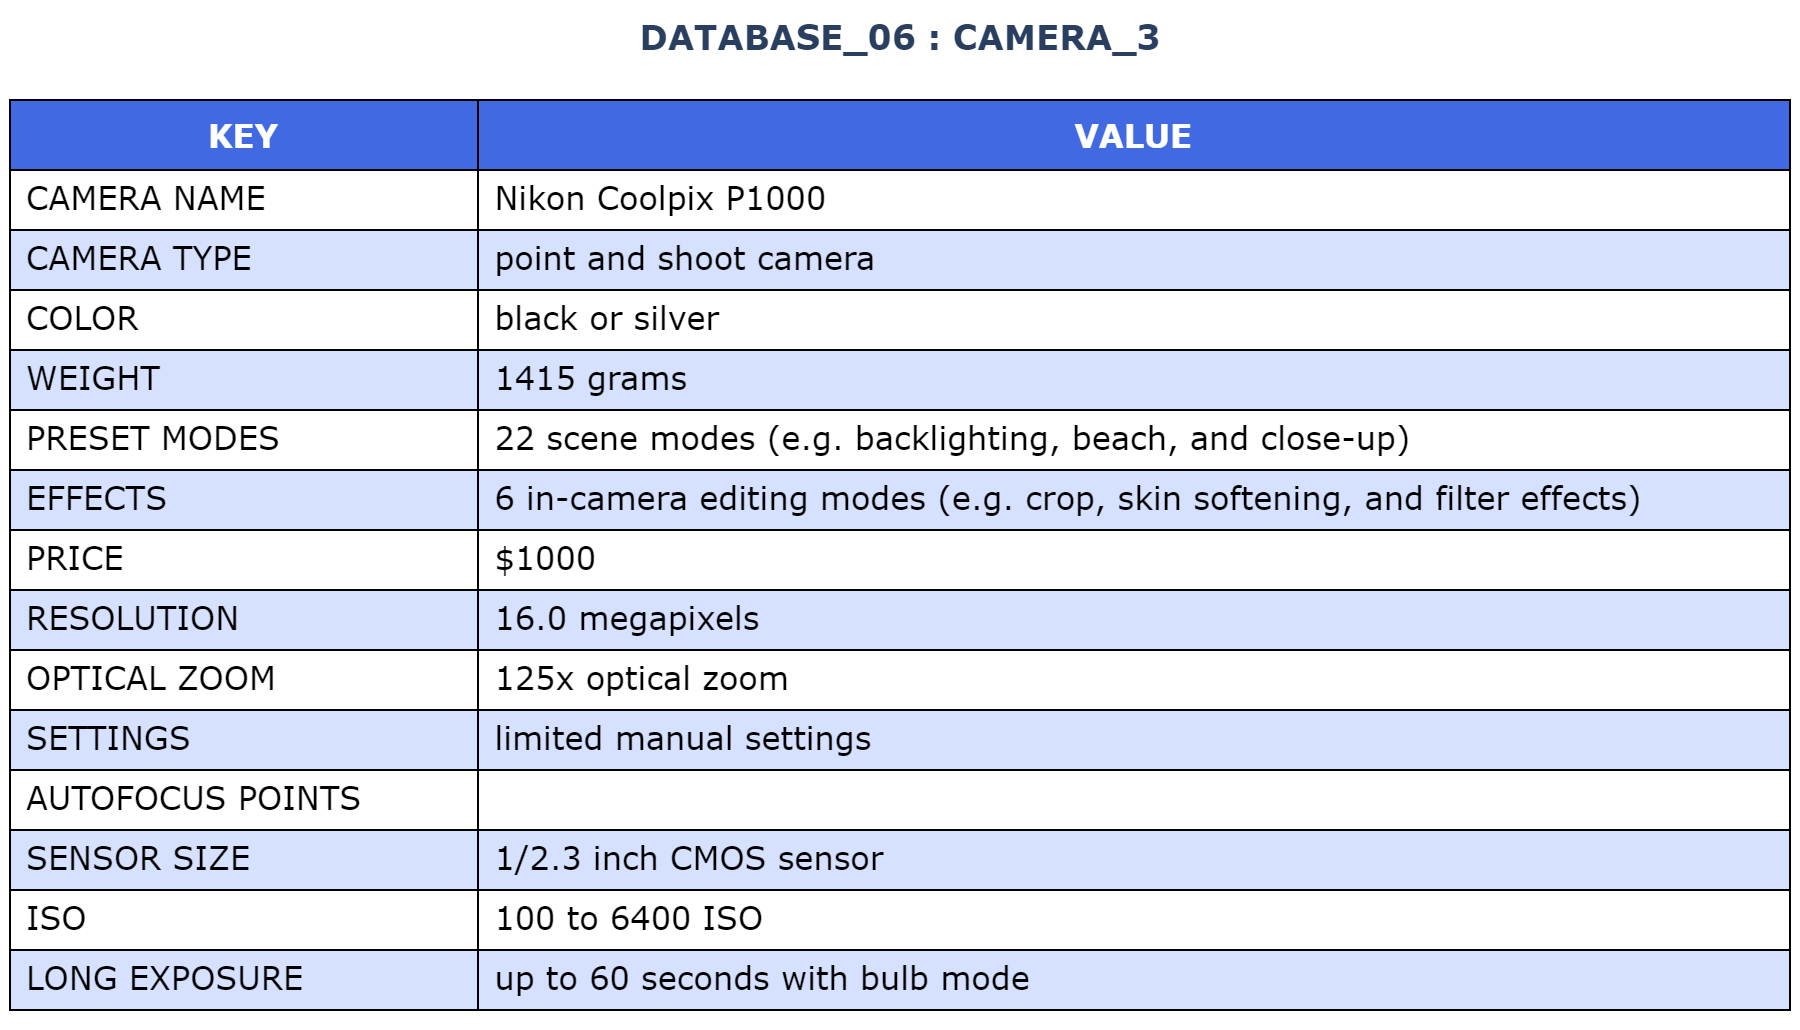 DATABASE_06 : CAMERA_3
KEY VALUE
CAMERA NAME Nikon Coolpix P1000
CAMERA TYPE point and shoot camera
COLOR black or silver
WEIGHT 1415 grams
PRESET MODES 22 scene modes (e.g. backlighting, beach, and close-up)
EFFECTS 6 in-camera editing modes (e.g. crop, skin softening, and filter effects)
PRICE $1000
RESOLUTION 16.0 megapixels
OPTICAL ZOOM 125x optical zoom
SETTINGS limited manual settings
AUTOFOCUS POINTS
SENSOR SIZE 1/2.3 inch CMOS sensor
ISO 100 to 6400 ISO
LONG EXPOSURE up to 60 seconds with bulb mode